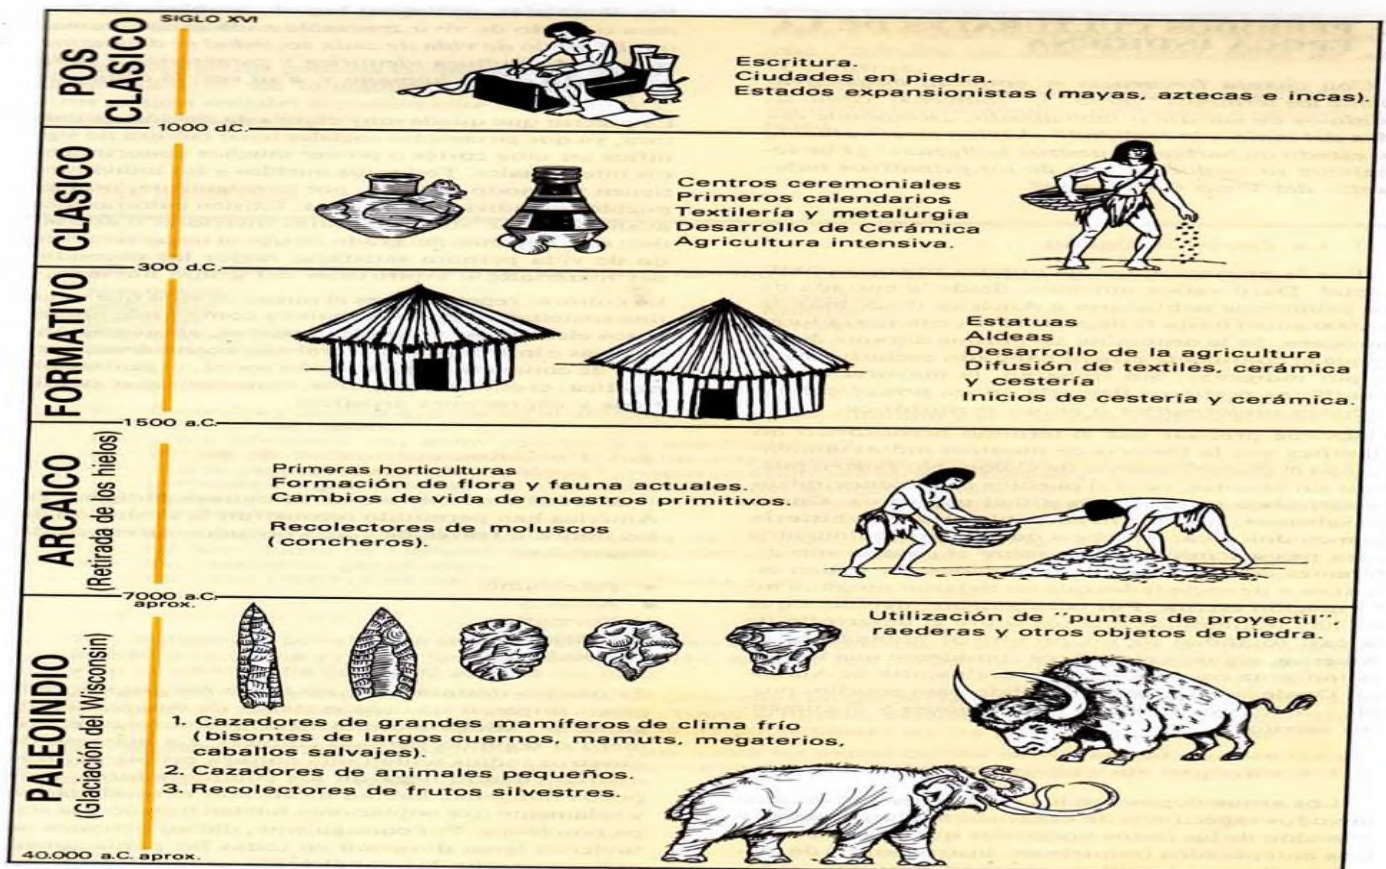 SIGLO XVI
POS
CLASICO
Escritura.
Ciudades en piedra.
Estados expansionistas (mayas, aztecas e incas).
1000 d.C.
CLASICO
Centros ceremoniales
Primeros calendarios
Textilería y metalurgia
Desarrollo de Cerámica
Agricultura intensiva.
300 d.C.
FORMATIVO
Estatuas
Aldeas
Desarrollo de la agricultura
Difusión de textiles, cerámica
y cestería
Inicios de cestería y cerámica.
1500 a.C.
ARCAICO
(Retirada de los hielos)
Primeras horticulturas
Formación de flora y fauna actuales.
Cambios de vida de nuestros primitivos.
Recolectores de moluscos
(concheros).
7000 a.C.
aprox.
PALEOINDIO
(Glaciación del Wisconsin)
Utilización de "puntas de proyectil",
raederas y otros objetos de piedra.
1. Cazadores de grandes mamíferos de clima frío
(bisontes de largos cuernos, mamuts, megaterios,
caballos salvajes).
2. Cazadores de animales pequeños.
3. Recolectores de frutos silvestres.
40.000 a.C. aprox.